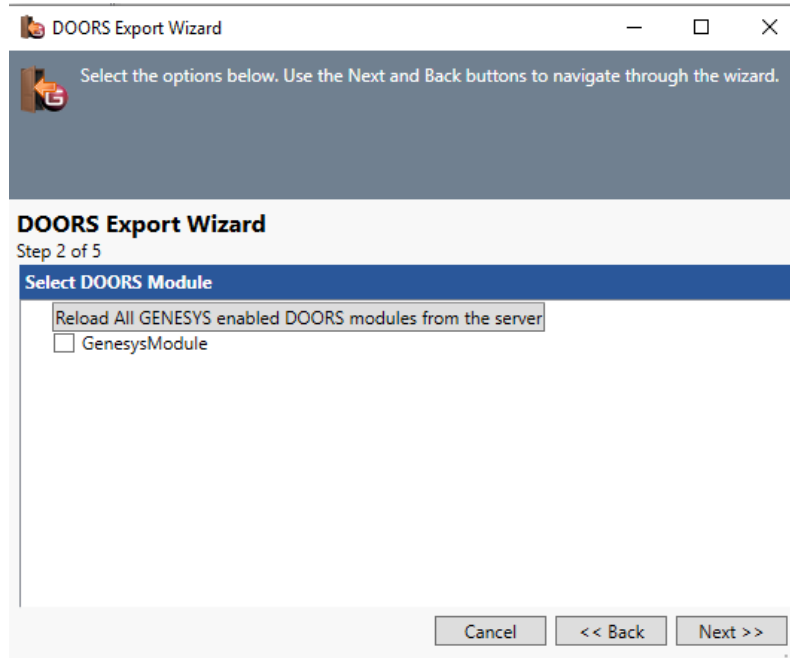 DOORS Export Wizard
Select the options below. Use the Next and Back buttons to navigate through the wizard.
DOORS Export Wizard
Step 2 of 5
Select DOORS Module
Reload All GENESYS enabled DOORS modules from the server
GenesysModule
Cancel
<< Back
Next >>